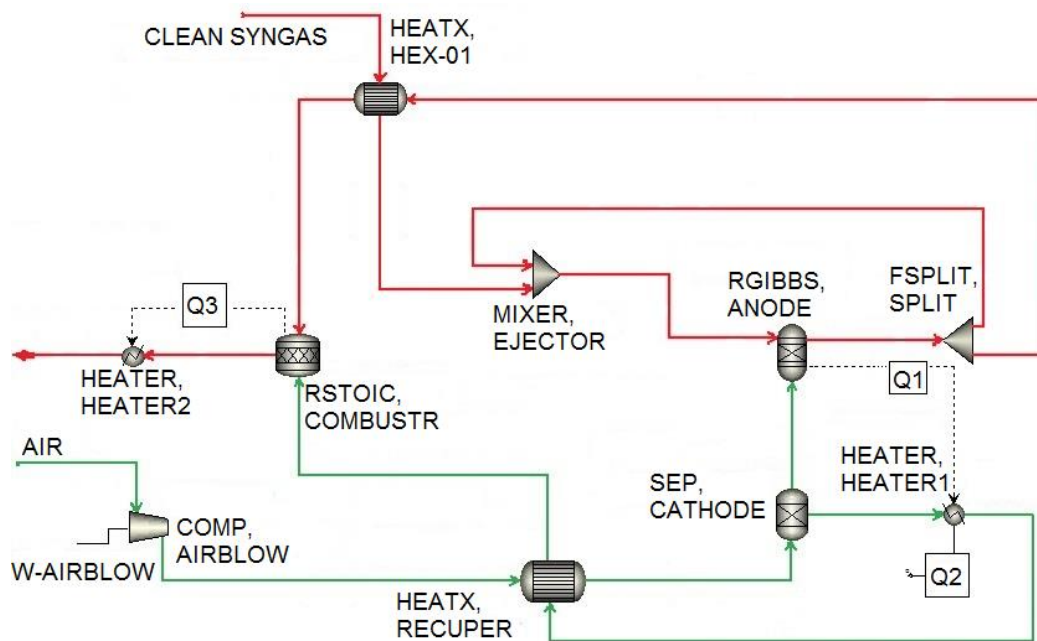 CLEAN SYNGAS
HEATX,
HEX-01
MIXER,
EJECTOR
RGIBBS,
ANODE
FSPLIT,
SPLIT
Q3
HEATER,
HEATER2
RSTOIC,
COMBUSTR
Q1
AIR
HEATER,
HEATER1
SEP,
CATHODE
COMP,
AIRBLOW
W-AIRBLOW
Q2
HEATX,
RECUPER